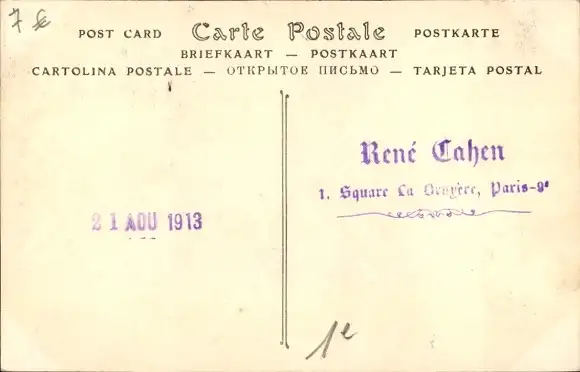 7 €
POST CARD Carte Postale POSTKARTE
BRIEFKAART — POSTKAART
CARTOLINA POSTALE — ОТКРЫТОЕ ПИСЬМО — TARJETA POSTAL
René Cahen
1. Square La Bruyère, Paris-9e
21 AOU 1913
1e